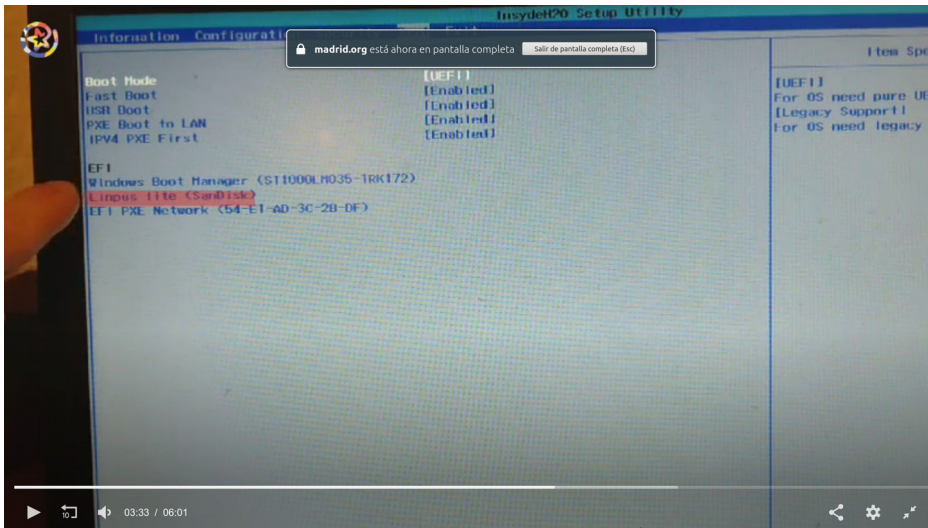 InsydeH20 Setup Utility
Information Configurati
madrid.org está ahora en pantalla completa Salir de pantalla completa (Esc)
Item Spe
Boot Mode [UEFI]
Fast Boot [Enabled]
USB Boot [Enabled]
PXE Boot to LAN [Enabled]
IPV4 PXE First [Enabled]
[UEFI]
For OS need pure UE
[Legacy Support]
For OS need legacy
EFI
Windows Boot Manager (ST1000LM035-1RK172)
Linpus lite (SanDisk)
EFI PXE Network (54-E1-AD-3C-2B-DF)
10 03:33 / 06:01